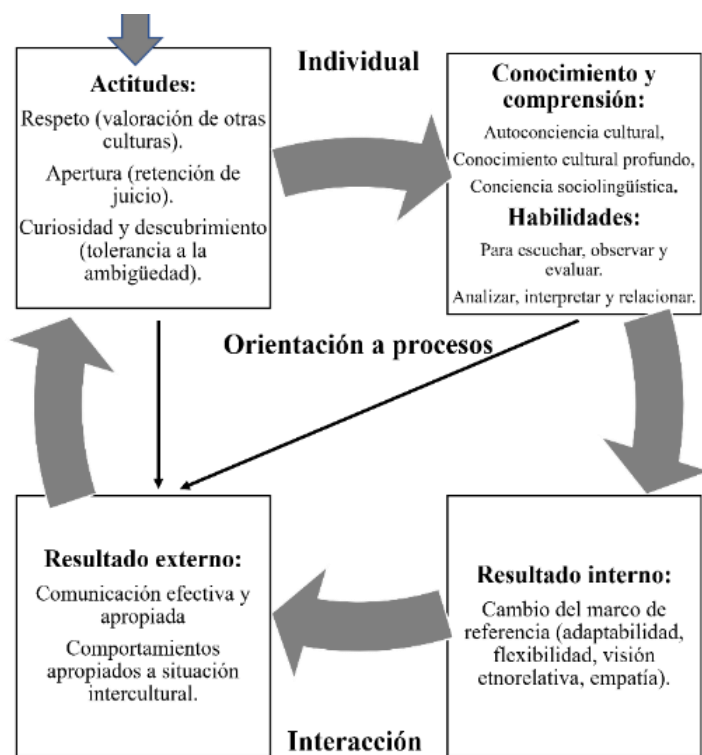 Individual
Actitudes:
Respeto (valoración de otras
culturas).
Apertura (retención de
juicio).
Curiosidad y descubrimiento
(tolerancia a la
ambigüedad).
Conocimiento y
comprensión:
Autoconciencia cultural,
Conocimiento cultural profundo,
Conciencia sociolingüística.
Habilidades:
Para escuchar, observar y
evaluar.
Analizar, interpretar y relacionar.
Orientación a procesos
Resultado externo:
Comunicación efectiva y
apropiada
Comportamientos
apropiados a situación
intercultural.
Resultado interno:
Cambio del marco de
referencia (adaptabilidad,
flexibilidad, visión
etnorelativa, empatía).
Interacción